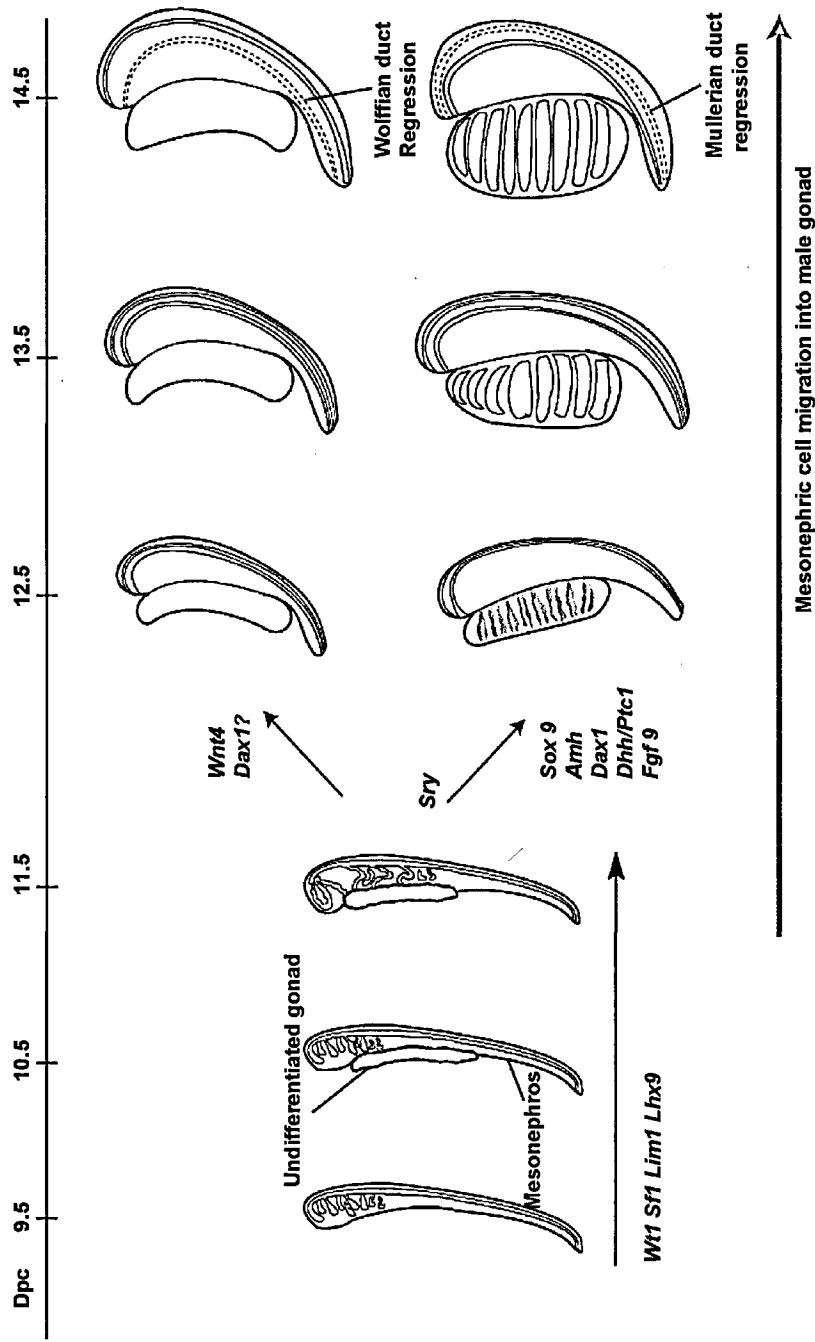 Dpc
9.5
10.5
11.5
12.5
13.5
14.5
Undifferentiated gonad
Mesonephros
Wnt4
Dax1?
Sry
Sox 9
Amh
Dax1
Dhh/Ptc1
Fgf 9
Wolffian duct
Regression
Mullerian duct
regression
Wt1 Sf1 Lim1 Lhx9
Mesonephric cell migration into male gonad